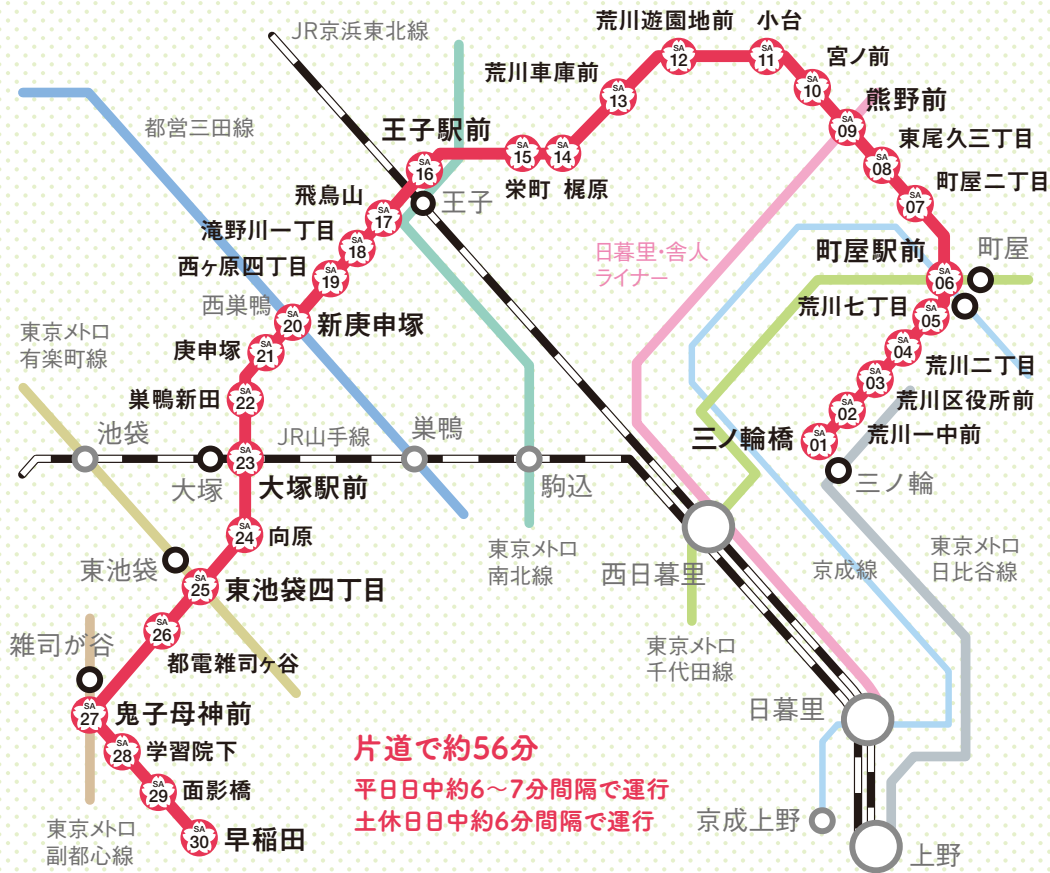 JR京浜東北線
荒川遊園地前
小台
荒川車庫前
宮ノ前
熊野前
都営三田線
王子駅前
東尾久三丁目
栄町
梶原
町屋二丁目
飛鳥山
王子
滝野川一丁目
日暮里・舎人
ライナー
町屋駅前
町屋
西ヶ原四丁目
荒川七丁目
西巣鴨
新庚申塚
東京メトロ
有楽町線
庚申塚
荒川二丁目
巣鴨新田
荒川区役所前
池袋
JR山手線
巣鴨
三ノ輪橋
荒川一中前
大塚
大塚駅前
駒込
三ノ輪
向原
東京メトロ
南北線
西日暮里
京成線
東京メトロ
日比谷線
東池袋
東池袋四丁目
雑司が谷
都電雑司ヶ谷
東京メトロ
千代田線
鬼子母神前
日暮里
学習院下
片道で約56分
面影橋
平日日中約6〜7分間隔で運行
土休日日中約6分間隔で運行
京成上野
東京メトロ
副都心線
早稲田
上野
SA
01
SA
02
SA
03
SA
04
SA
05
SA
06
SA
07
SA
08
SA
09
SA
10
SA
11
SA
12
SA
13
SA
14
SA
15
SA
16
SA
17
SA
18
SA
19
SA
20
SA
21
SA
22
SA
23
SA
24
SA
25
SA
26
SA
27
SA
28
SA
29
SA
30